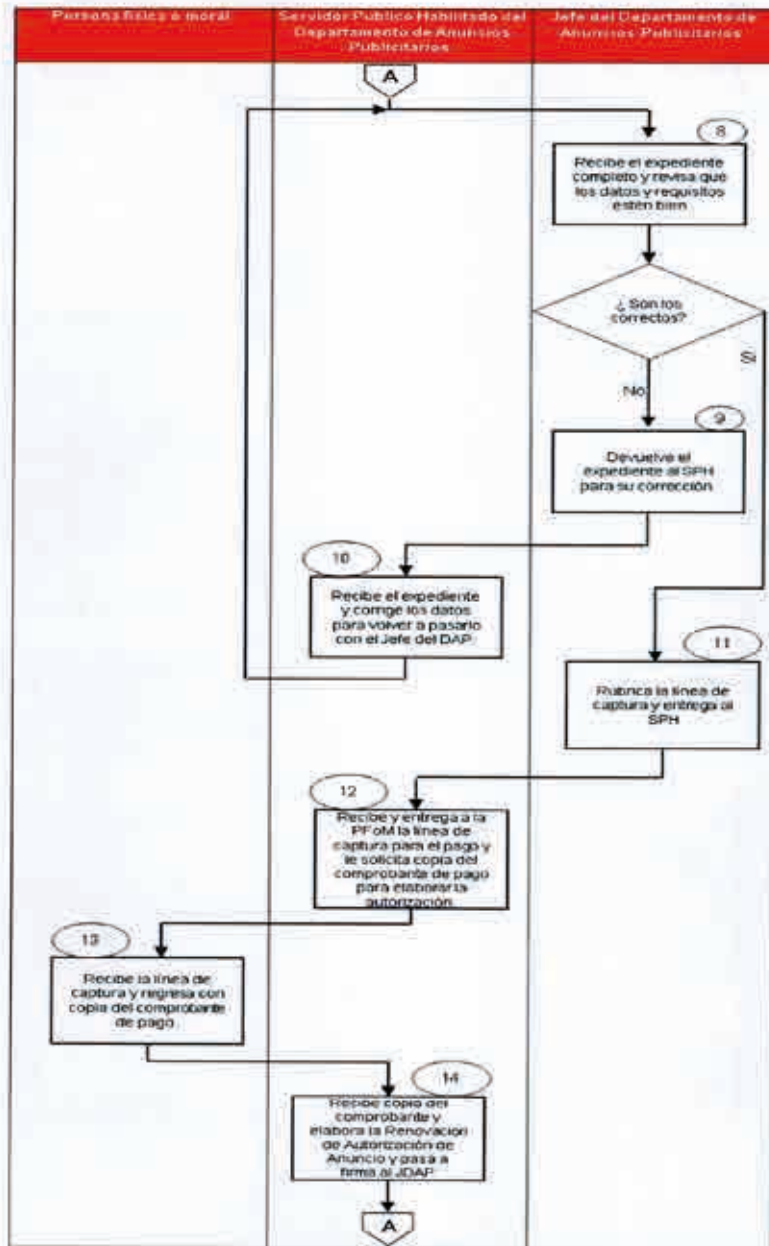 Persona física o moral
Servidor Público Habilitado del
Departamento de Anuncios
Publicitarios
Jefe del Departamento de
Anuncios Publicitarios
A
8
Recibe el expediente
completo y revisa que
los datos y requisitos
estén bien
¿ Son los
correctos?
Si
No
9
Devuelve el
expediente al SPH
para su corrección
10
Recibe el expediente
y corrige los datos
para volver a pasarlo
con el Jefe del DAP.
11
Rubrica la línea de
captura y entrega al
SPH
12
Recibe y entrega a la
PFoM la línea de
captura para el pago y
le solicita copia del
comprobante de pago
para elaborar la
autorización.
13
Recibe la línea de
captura y regresa con
copia del comprobante
de pago.
14
Recibe copia del
comprobante y
elabora la Renovación
de Autorización de
Anuncio y pasa a
firma al JDAP
A